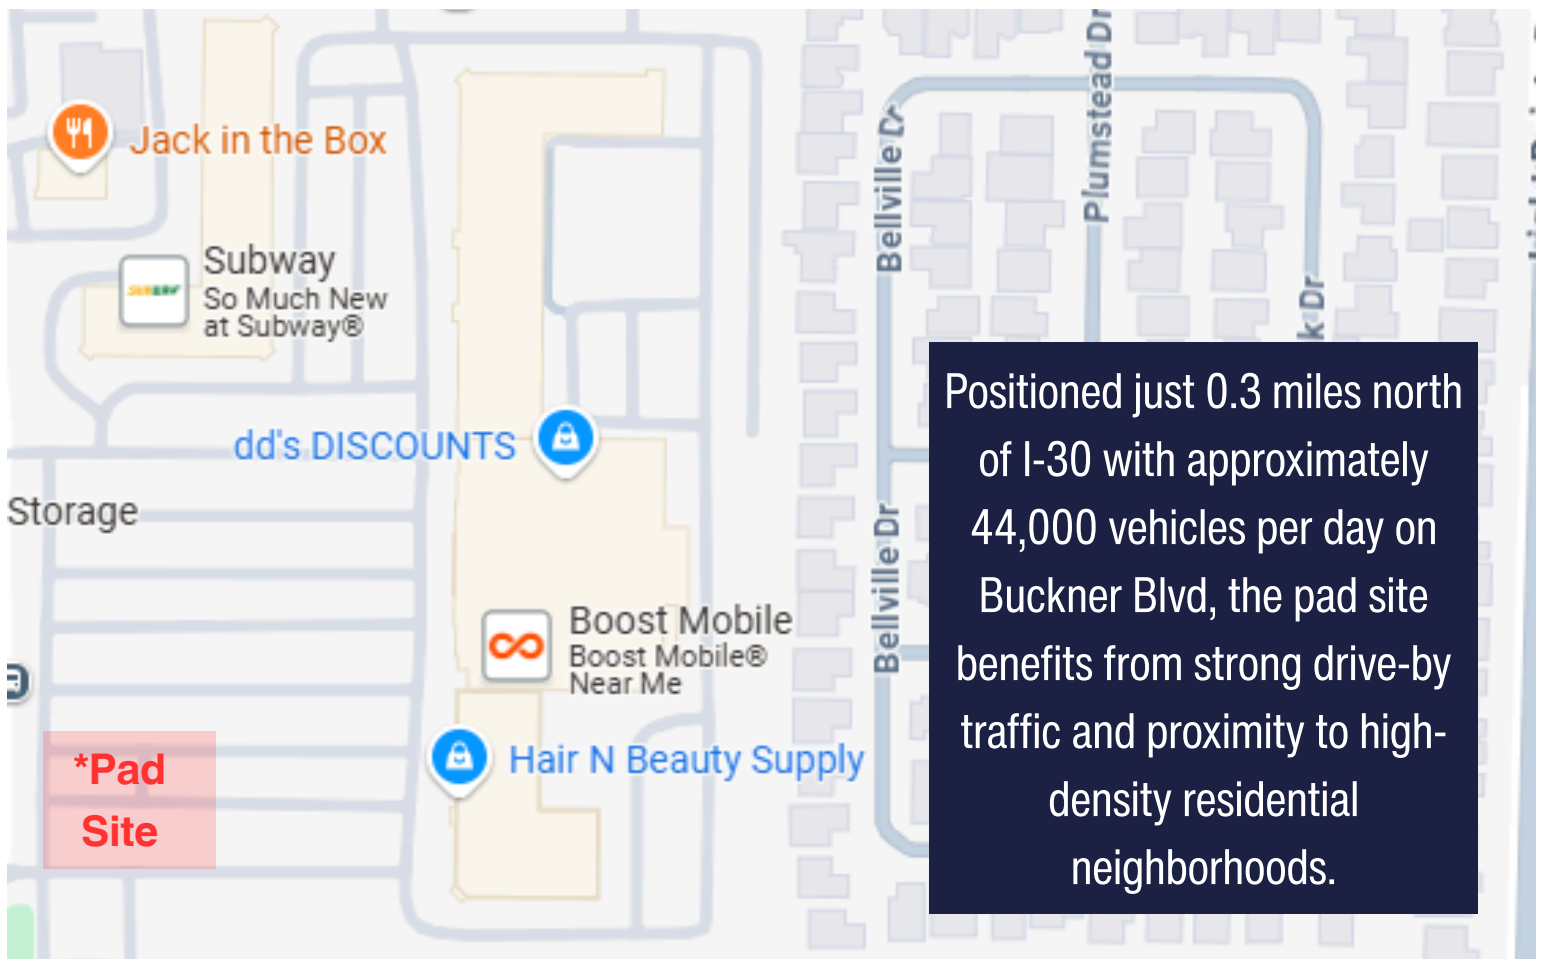 Jack in the Box
Subway
So Much New
at Subway®
SUBWAY
dd's DISCOUNTS
Storage
Boost Mobile
Boost Mobile®
Near Me
Hair N Beauty Supply
*Pad
Site
Bellville Dr
Bellville Dr
Plumstead Dr
k Dr
Positioned just 0.3 miles north
of I-30 with approximately
44,000 vehicles per day on
Buckner Blvd, the pad site
benefits from strong drive-by
traffic and proximity to high-
density residential
neighborhoods.